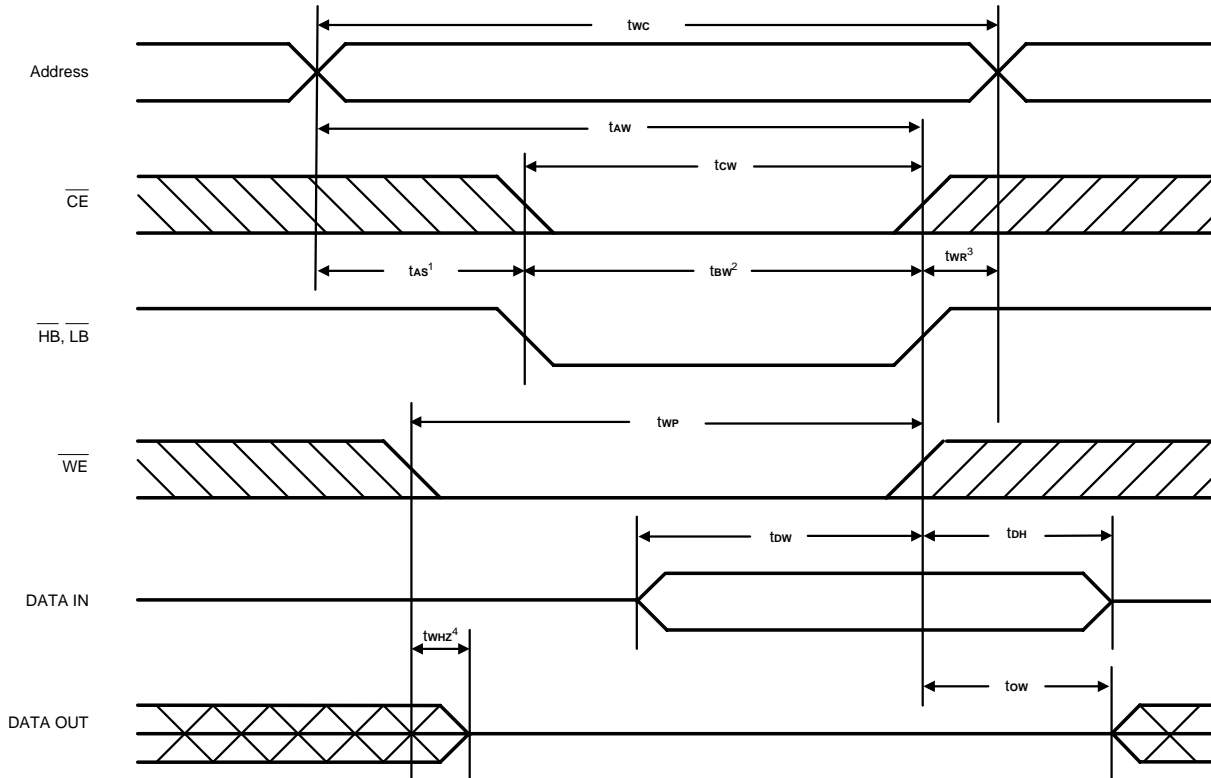 tWC
Address
tAW
tCW
CE
tAS1
tBW2
tWR3
HB, LB
tWP
WE
tDW
tDH
DATA IN
tWHZ4
tOW
DATA OUT